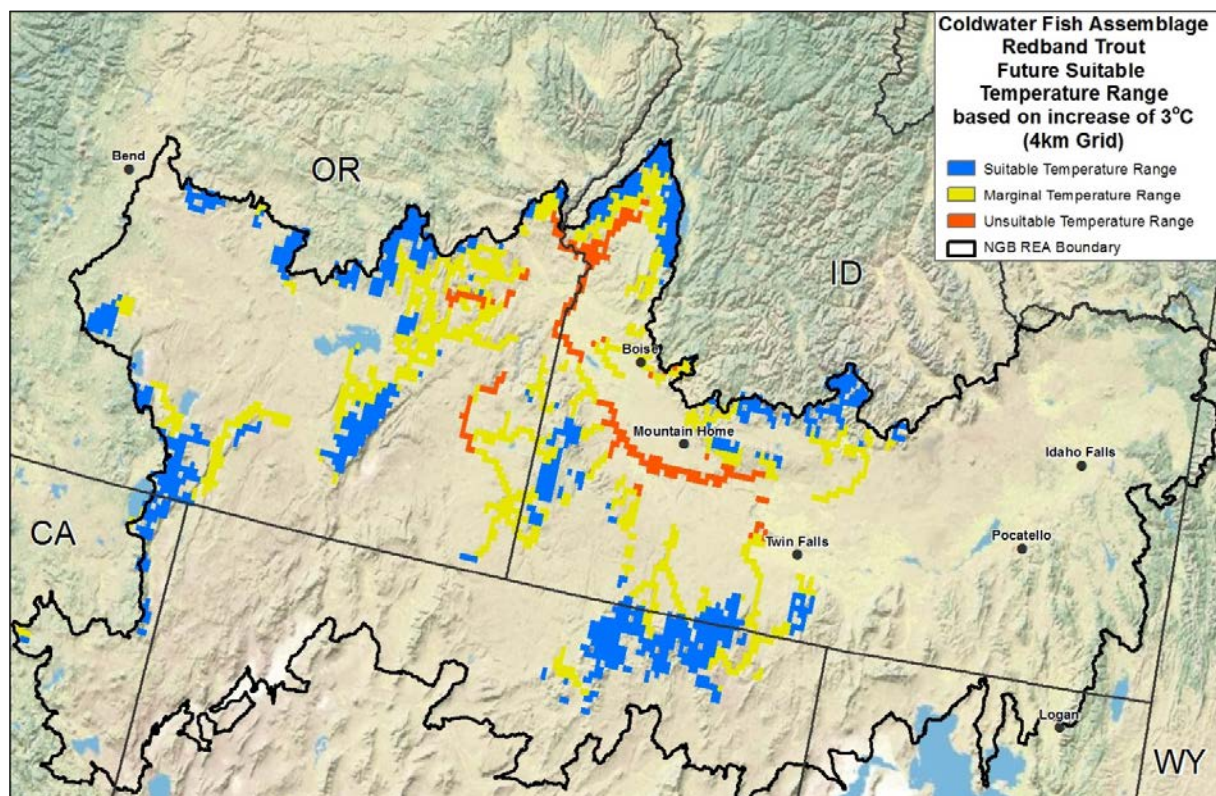 Coldwater Fish Assemblage
Redband Trout
Future Suitable
Temperature Range
based on increase of 3°C
(4km Grid)
Suitable Temperature Range
Marginal Temperature Range
Unsuitable Temperature Range
NGB REA Boundary
Bend
OR
ID
Boise
Mountain Home
Idaho Falls
CA
Twin Falls
Pocatello
Logan
WY